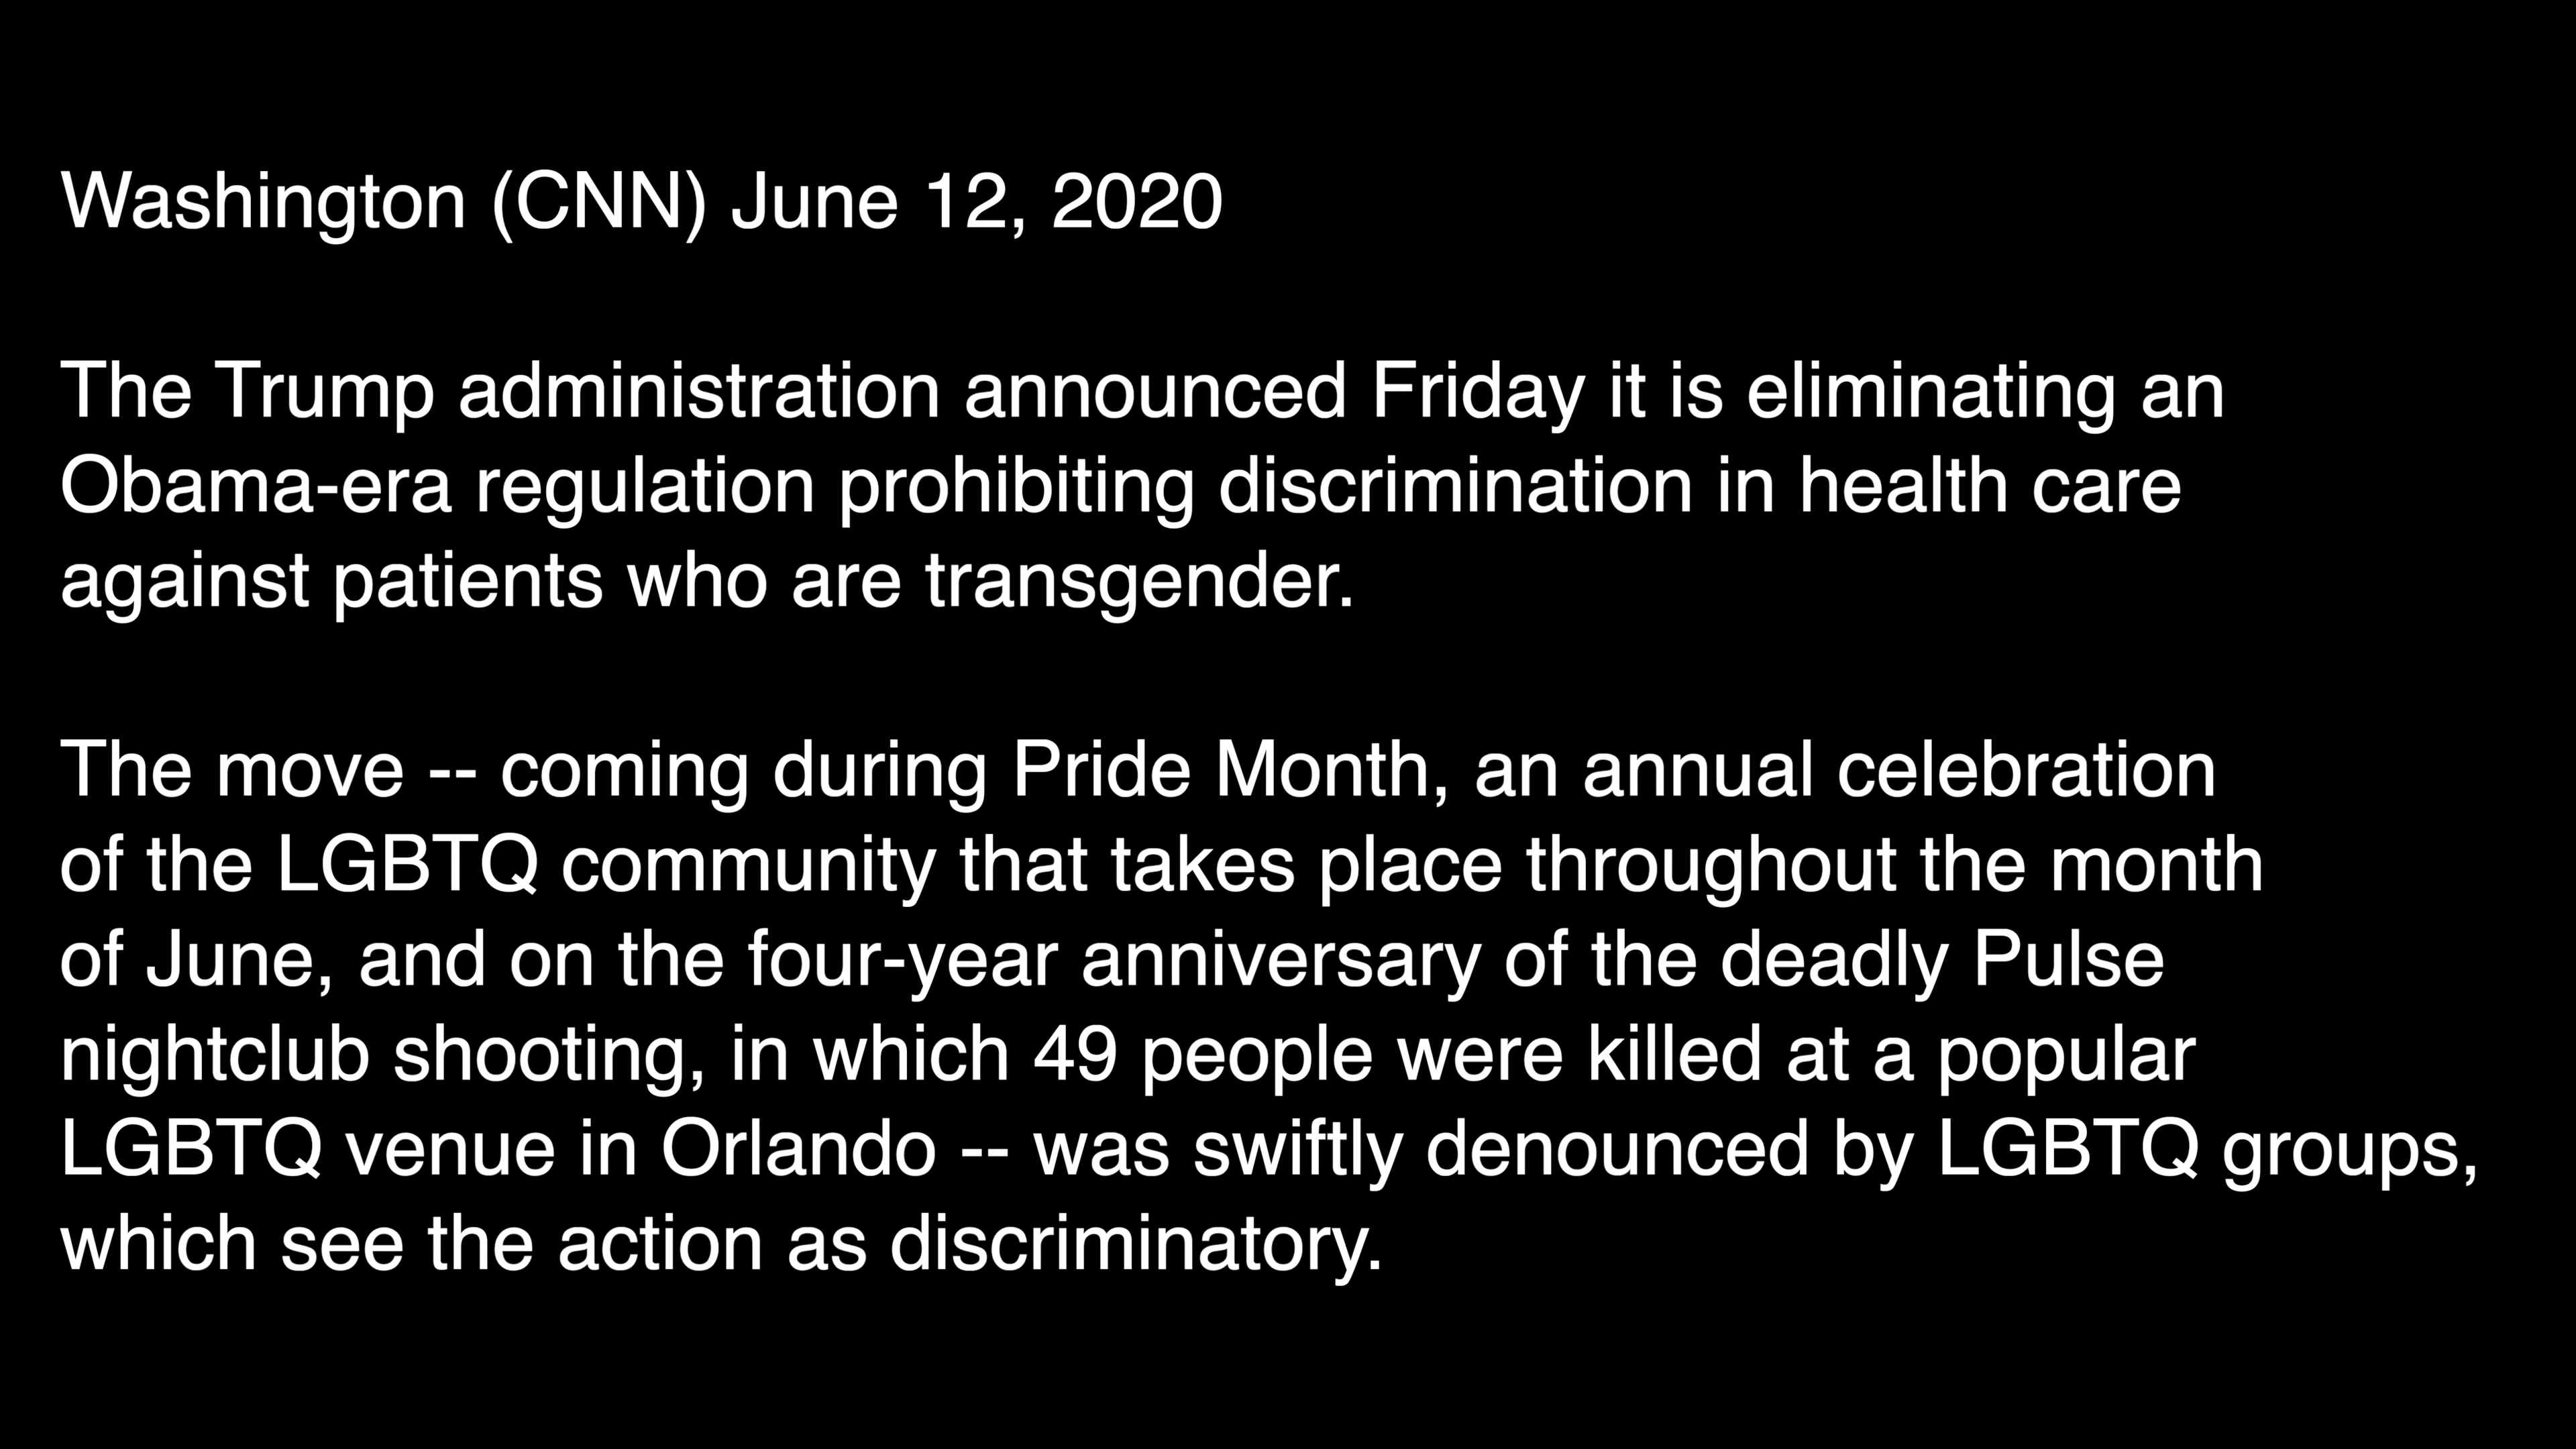 Washington (CNN) June 12, 2020
The Trump administration announced Friday it is eliminating an
Obama-era regulation prohibiting discrimination in health care
against patients who are transgender.
The move -- coming during Pride Month, an annual celebration
of the LGBTQ community that takes place throughout the month
of June, and on the four-year anniversary of the deadly Pulse
nightclub shooting, in which 49 people were killed at a popular
LGBTQ venue in Orlando -- was swiftly denounced by LGBTQ groups,
which see the action as discriminatory.